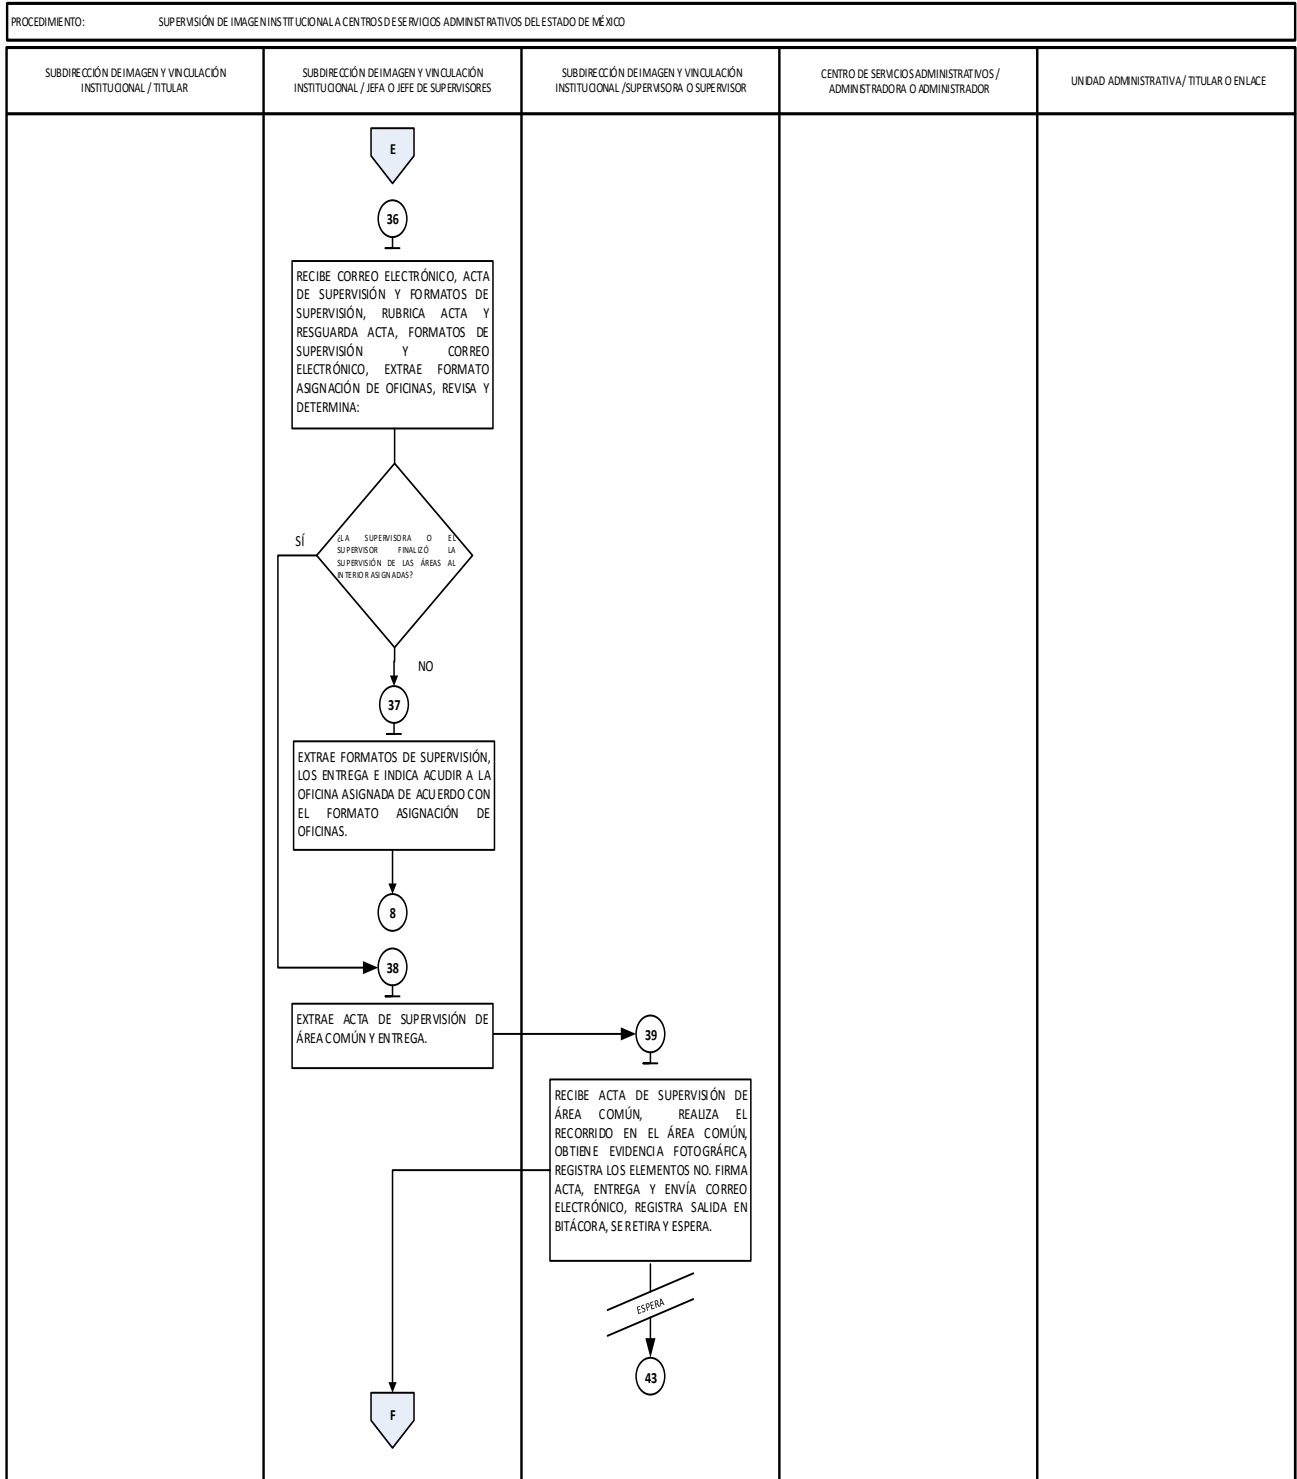 PROCEDIMIENTO: SUPERVISIÓN DE IMAGEN INSTITUCIONAL A CENTROS DE SERVICIOS ADMINISTRATIVOS DEL ESTADO DE MÉXICO
SUBDIRECCIÓN DE IMAGEN Y VINCULACIÓN
INSTITUCIONAL / TITULAR
SUBDIRECCIÓN DE IMAGEN Y VINCULACIÓN
INSTITUCIONAL / JEFA O JEFE DE SUPERVISORES
SUBDIRECCIÓN DE IMAGEN Y VINCULACIÓN
INSTITUCIONAL /SUPERVISORA O SUPERVISOR
CENTRO DE SERVICIOS ADMINISTRATIVOS /
ADMINISTRADORA O ADMINISTRADOR
UNIDAD ADMINISTRATIVA/ TITULAR O ENLACE
E
36
RECIBE CORREO ELECTRÓNICO, ACTA
DE SUPERVISIÓN Y FORMATOS DE
SUPERVISIÓN, RUBRICA ACTA Y
RESGUARDA ACTA, FORMATOS DE
SUPERVISIÓN Y CORREO
ELECTRÓNICO, EXTRAE FORMATO
ASIGNACIÓN DE OFICINAS, REVISA Y
DETERMINA:
SÍ
¿LA SUPERVISORA O EL
SUPERVISOR FINALIZÓ LA
SUPERVISIÓN DE LAS ÁREAS AL
INTERIOR ASIGNADAS?
NO
37
EXTRAE FORMATOS DE SUPERVISIÓN,
LOS ENTREGA E INDICA ACUDIR A LA
OFICINA ASIGNADA DE ACUERDO CON
EL FORMATO ASIGNACIÓN DE
OFICINAS.
8
38
EXTRAE ACTA DE SUPERVISIÓN DE
ÁREA COMÚN Y ENTREGA.
39
RECIBE ACTA DE SUPERVISIÓN DE
ÁREA COMÚN, REALIZA EL
RECORRIDO EN EL ÁREA COMÚN,
OBTIENE EVIDENCIA FOTOGRÁFICA,
REGISTRA LOS ELEMENTOS NO. FIRMA
ACTA, ENTREGA Y ENVÍA CORREO
ELECTRÓNICO, REGISTRA SALIDA EN
BITÁCORA, SE RETIRA Y ESPERA.
ESPERA
43
F